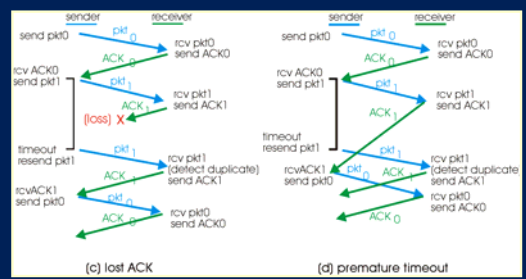 sender receiver
send pkt0
pkt0
rcv pkt0
send ACK0
ACK0
rcv ACK0
send pkt1
pkt1
rcv pkt1
send ACK1
ACK1
(loss) X
timeout
resend pkt1
pkt1
rcv pkt1
(detect duplicate)
send ACK1
ACK1
rcvACK1
send pkt0
pkt0
rcv pkt0
send ACK0
ACK0
(c) lost ACK
sender receiver
send pkt0
pkt0
rcv pkt0
send ACK0
ACK0
rcv ACK0
send pkt1
pkt1
rcv pkt1
send ACK1
ACK1
timeout
resend pkt1
pkt1
rcv pkt1
(detect duplicate)
send ACK1
rcvACK1
send pkt0
pkt0
ACK1
rcv pkt0
send ACK0
ACK0
(d) premature timeout